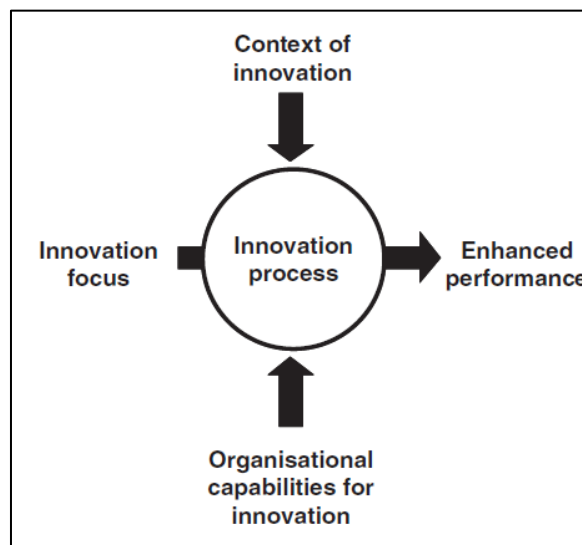 Context of
innovation
Innovation
focus
Innovation
process
Enhanced
performance
Organisational
capabilities for
innovation